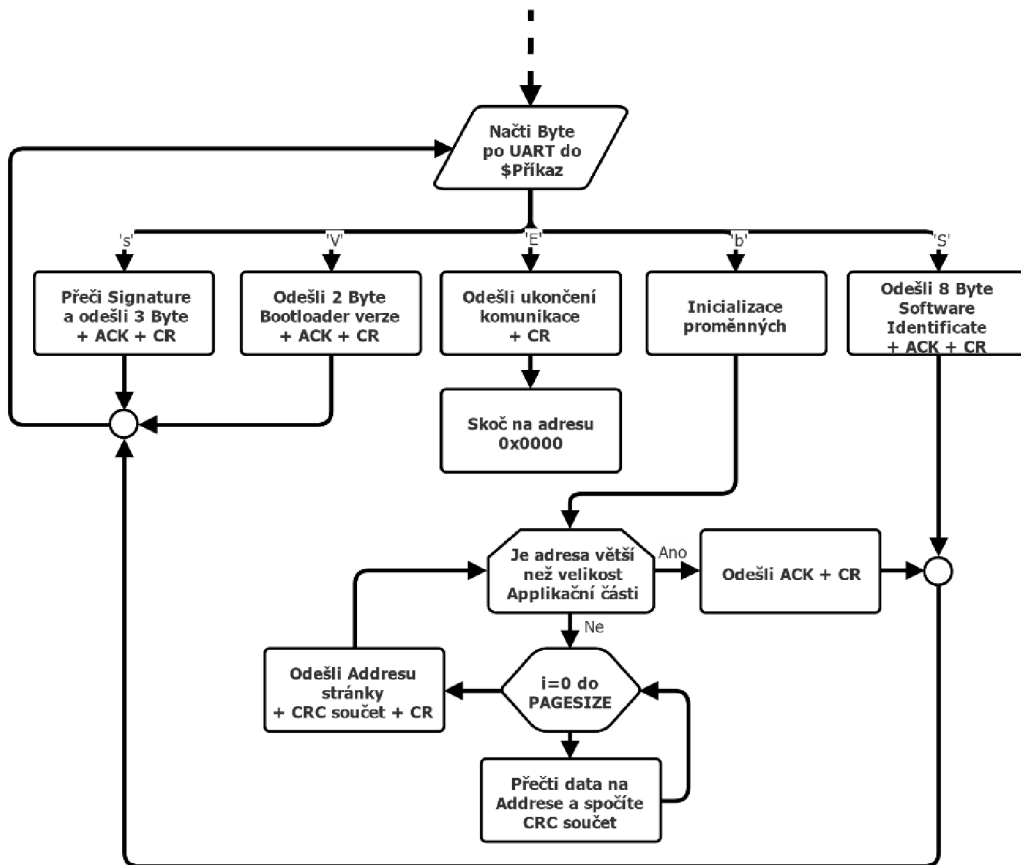 Načti Byte
po UART do
$Příkaz
's'
'V'
'E'
'b'
'S'
Přeči Signature
a odešli 3 Byte
+ ACK + CR
Odešli 2 Byte
Bootloader verze
+ ACK + CR
Odešli ukončení
komunikace
+ CR
Inicializace
proměnných
Odešli 8 Byte
Software
Identificate
+ ACK + CR
Skoč na adresu
0x0000
Je adresa větší
než velikost
Applikační části
Ano
Odešli ACK + CR
Ne
Odešli Addresu
stránky
+ CRC součet + CR
i=0 do
PAGESIZE
Přečti data na
Addrese a spočíte
CRC součet